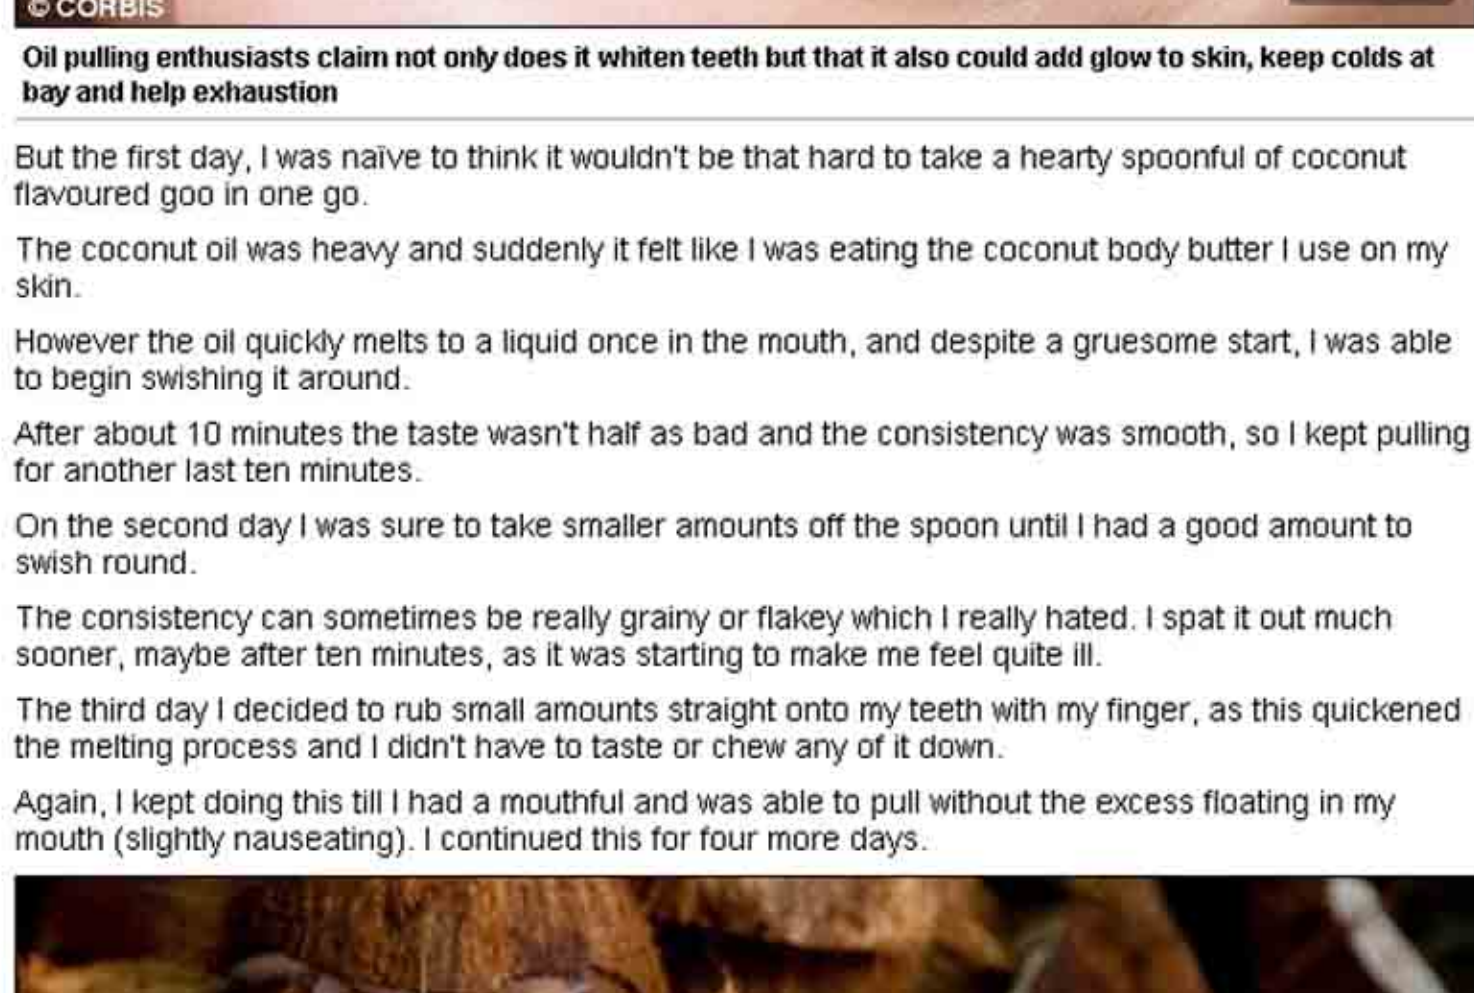 © CORBIS
Oil pulling enthusiasts claim not only does it whiten teeth but that it also could add glow to skin, keep colds at
bay and help exhaustion
But the first day, I was naïve to think it wouldn't be that hard to take a hearty spoonful of coconut
flavoured goo in one go.
The coconut oil was heavy and suddenly it felt like I was eating the coconut body butter I use on my
skin.
However the oil quickly melts to a liquid once in the mouth, and despite a gruesome start, I was able
to begin swishing it around.
After about 10 minutes the taste wasn't half as bad and the consistency was smooth, so I kept pulling
for another last ten minutes.
On the second day I was sure to take smaller amounts off the spoon until I had a good amount to
swish round.
The consistency can sometimes be really grainy or flakey which I really hated. I spat it out much
sooner, maybe after ten minutes, as it was starting to make me feel quite ill.
The third day I decided to rub small amounts straight onto my teeth with my finger, as this quickened
the melting process and I didn't have to taste or chew any of it down.
Again, I kept doing this till I had a mouthful and was able to pull without the excess floating in my
mouth (slightly nauseating). I continued this for four more days.